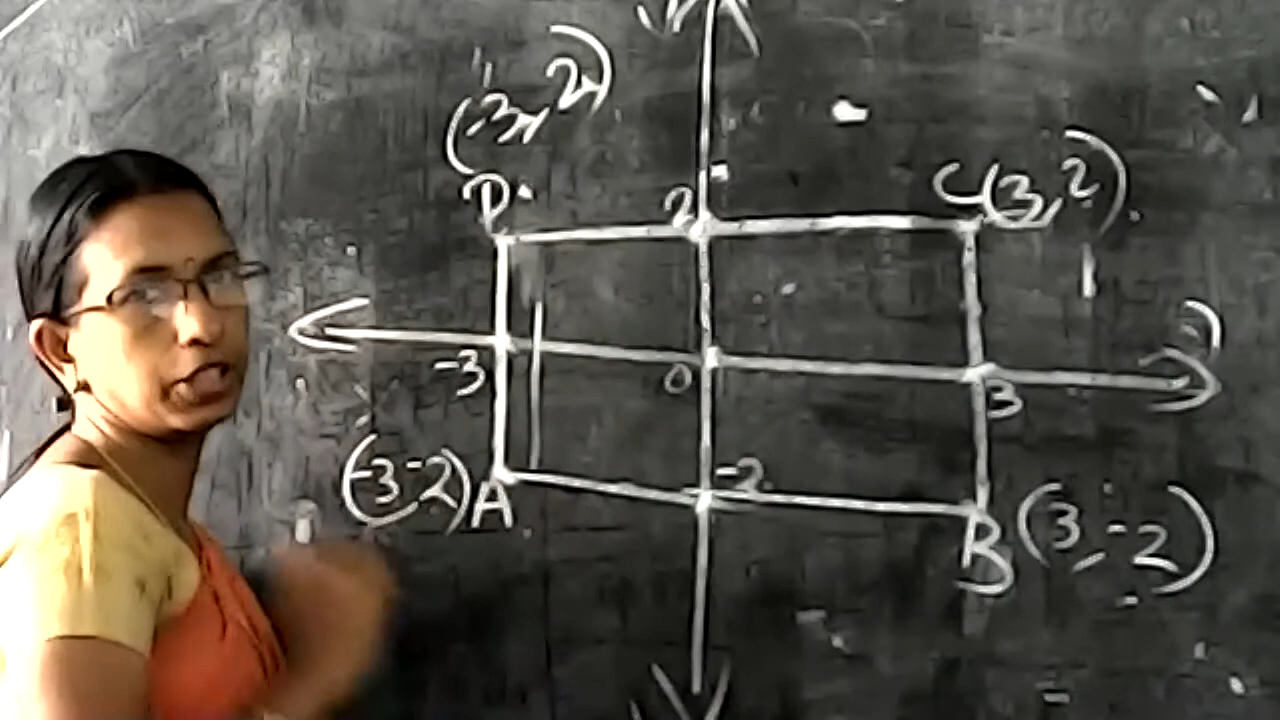 (-3, 2)
D
2
C(3, 2)
-3
0
3
(-3 -2) A
-2
B (3, -2)